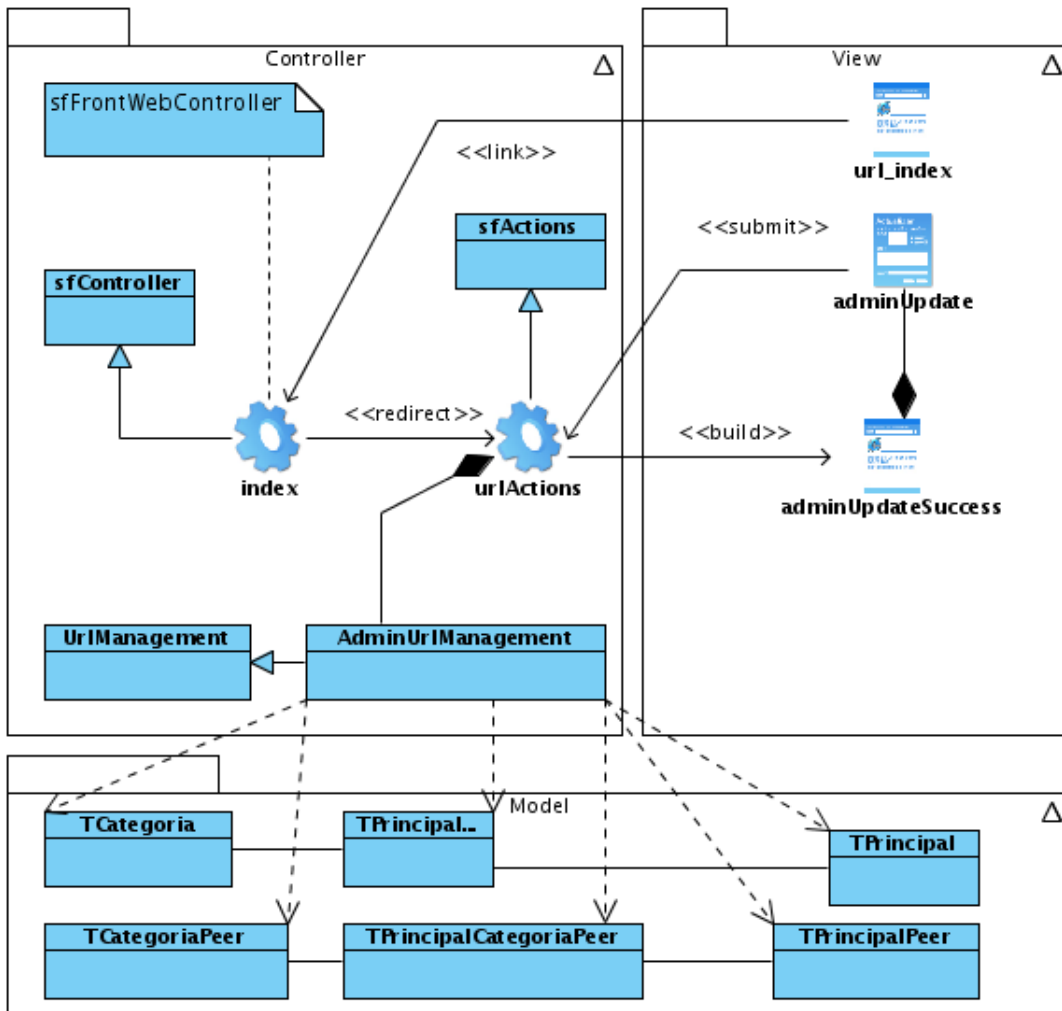 Controller
View
sfFrontWebController
<<link>>
url_index
sfActions
<<submit>>
sfController
adminUpdate
<<redirect>>
<<build>>
index
urlActions
adminUpdateSuccess
UrlManagement
AdminUrlManagement
Model
TCategoria
TPrincipal...
TPrincipal
TCategoriaPeer
TPrincipalCategoriaPeer
TPrincipalPeer